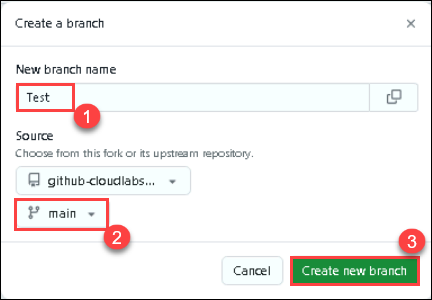 Create a branch
New branch name
Test
1
Source
Choose from this fork or its upstream repository.
github-cloudlabs...
main
2
3
Cancel
Create new branch